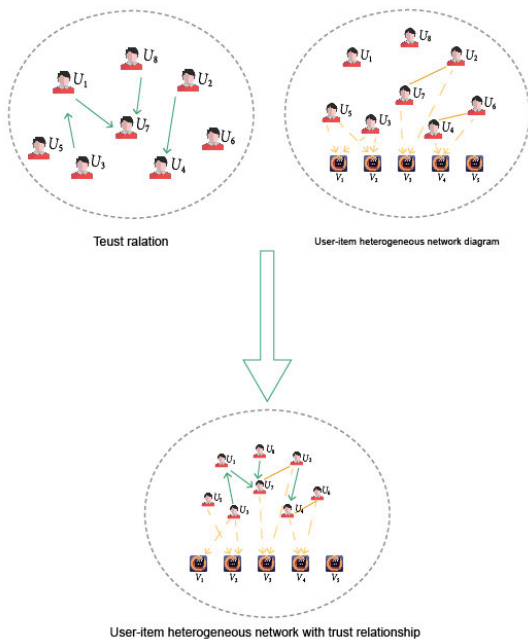 U₈
U₁
U₂
U₇
U₆
U₅
U₃
U₄
Teust ralation
U₈
U₁
U₂
U₇
U₅
U₆
U₃
U₄
V₁ V₂ V₃ V₄ V₅
User-item heterogeneous network diagram
U₈
U₁
U₂
U₇
U₆
U₅
U₃
U₄
V₁ V₂ V₃ V₄ V₅
User-item heterogeneous network with trust relationship